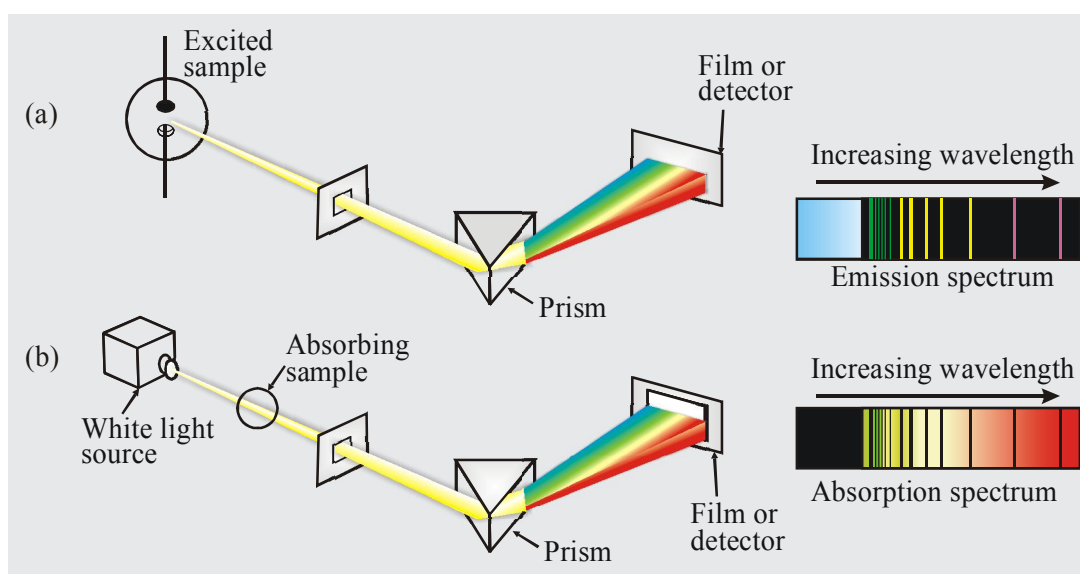 (a)
Excited
sample
Film or
detector
Prism
Increasing wavelength
Emission spectrum
(b)
White light
source
Absorbing
sample
Prism
Film or
detector
Increasing wavelength
Absorption spectrum